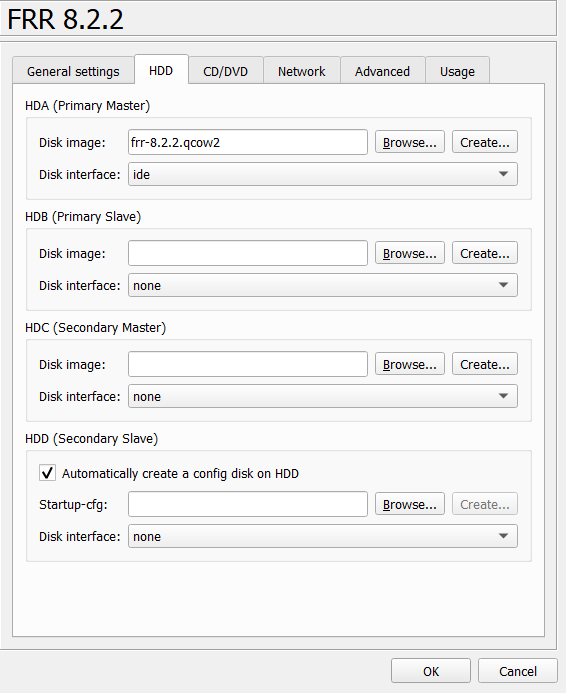 FRR 8.2.2
General settings HDD CD/DVD Network Advanced Usage
HDA (Primary Master)
Disk image: frr-8.2.2.qcow2 Browse... Create...
Disk interface: ide
HDB (Primary Slave)
Disk image: Browse... Create...
Disk interface: none
HDC (Secondary Master)
Disk image: Browse... Create...
Disk interface: none
HDD (Secondary Slave)
Automatically create a config disk on HDD
Startup-cfg: Browse... Create...
Disk interface: none
OK Cancel